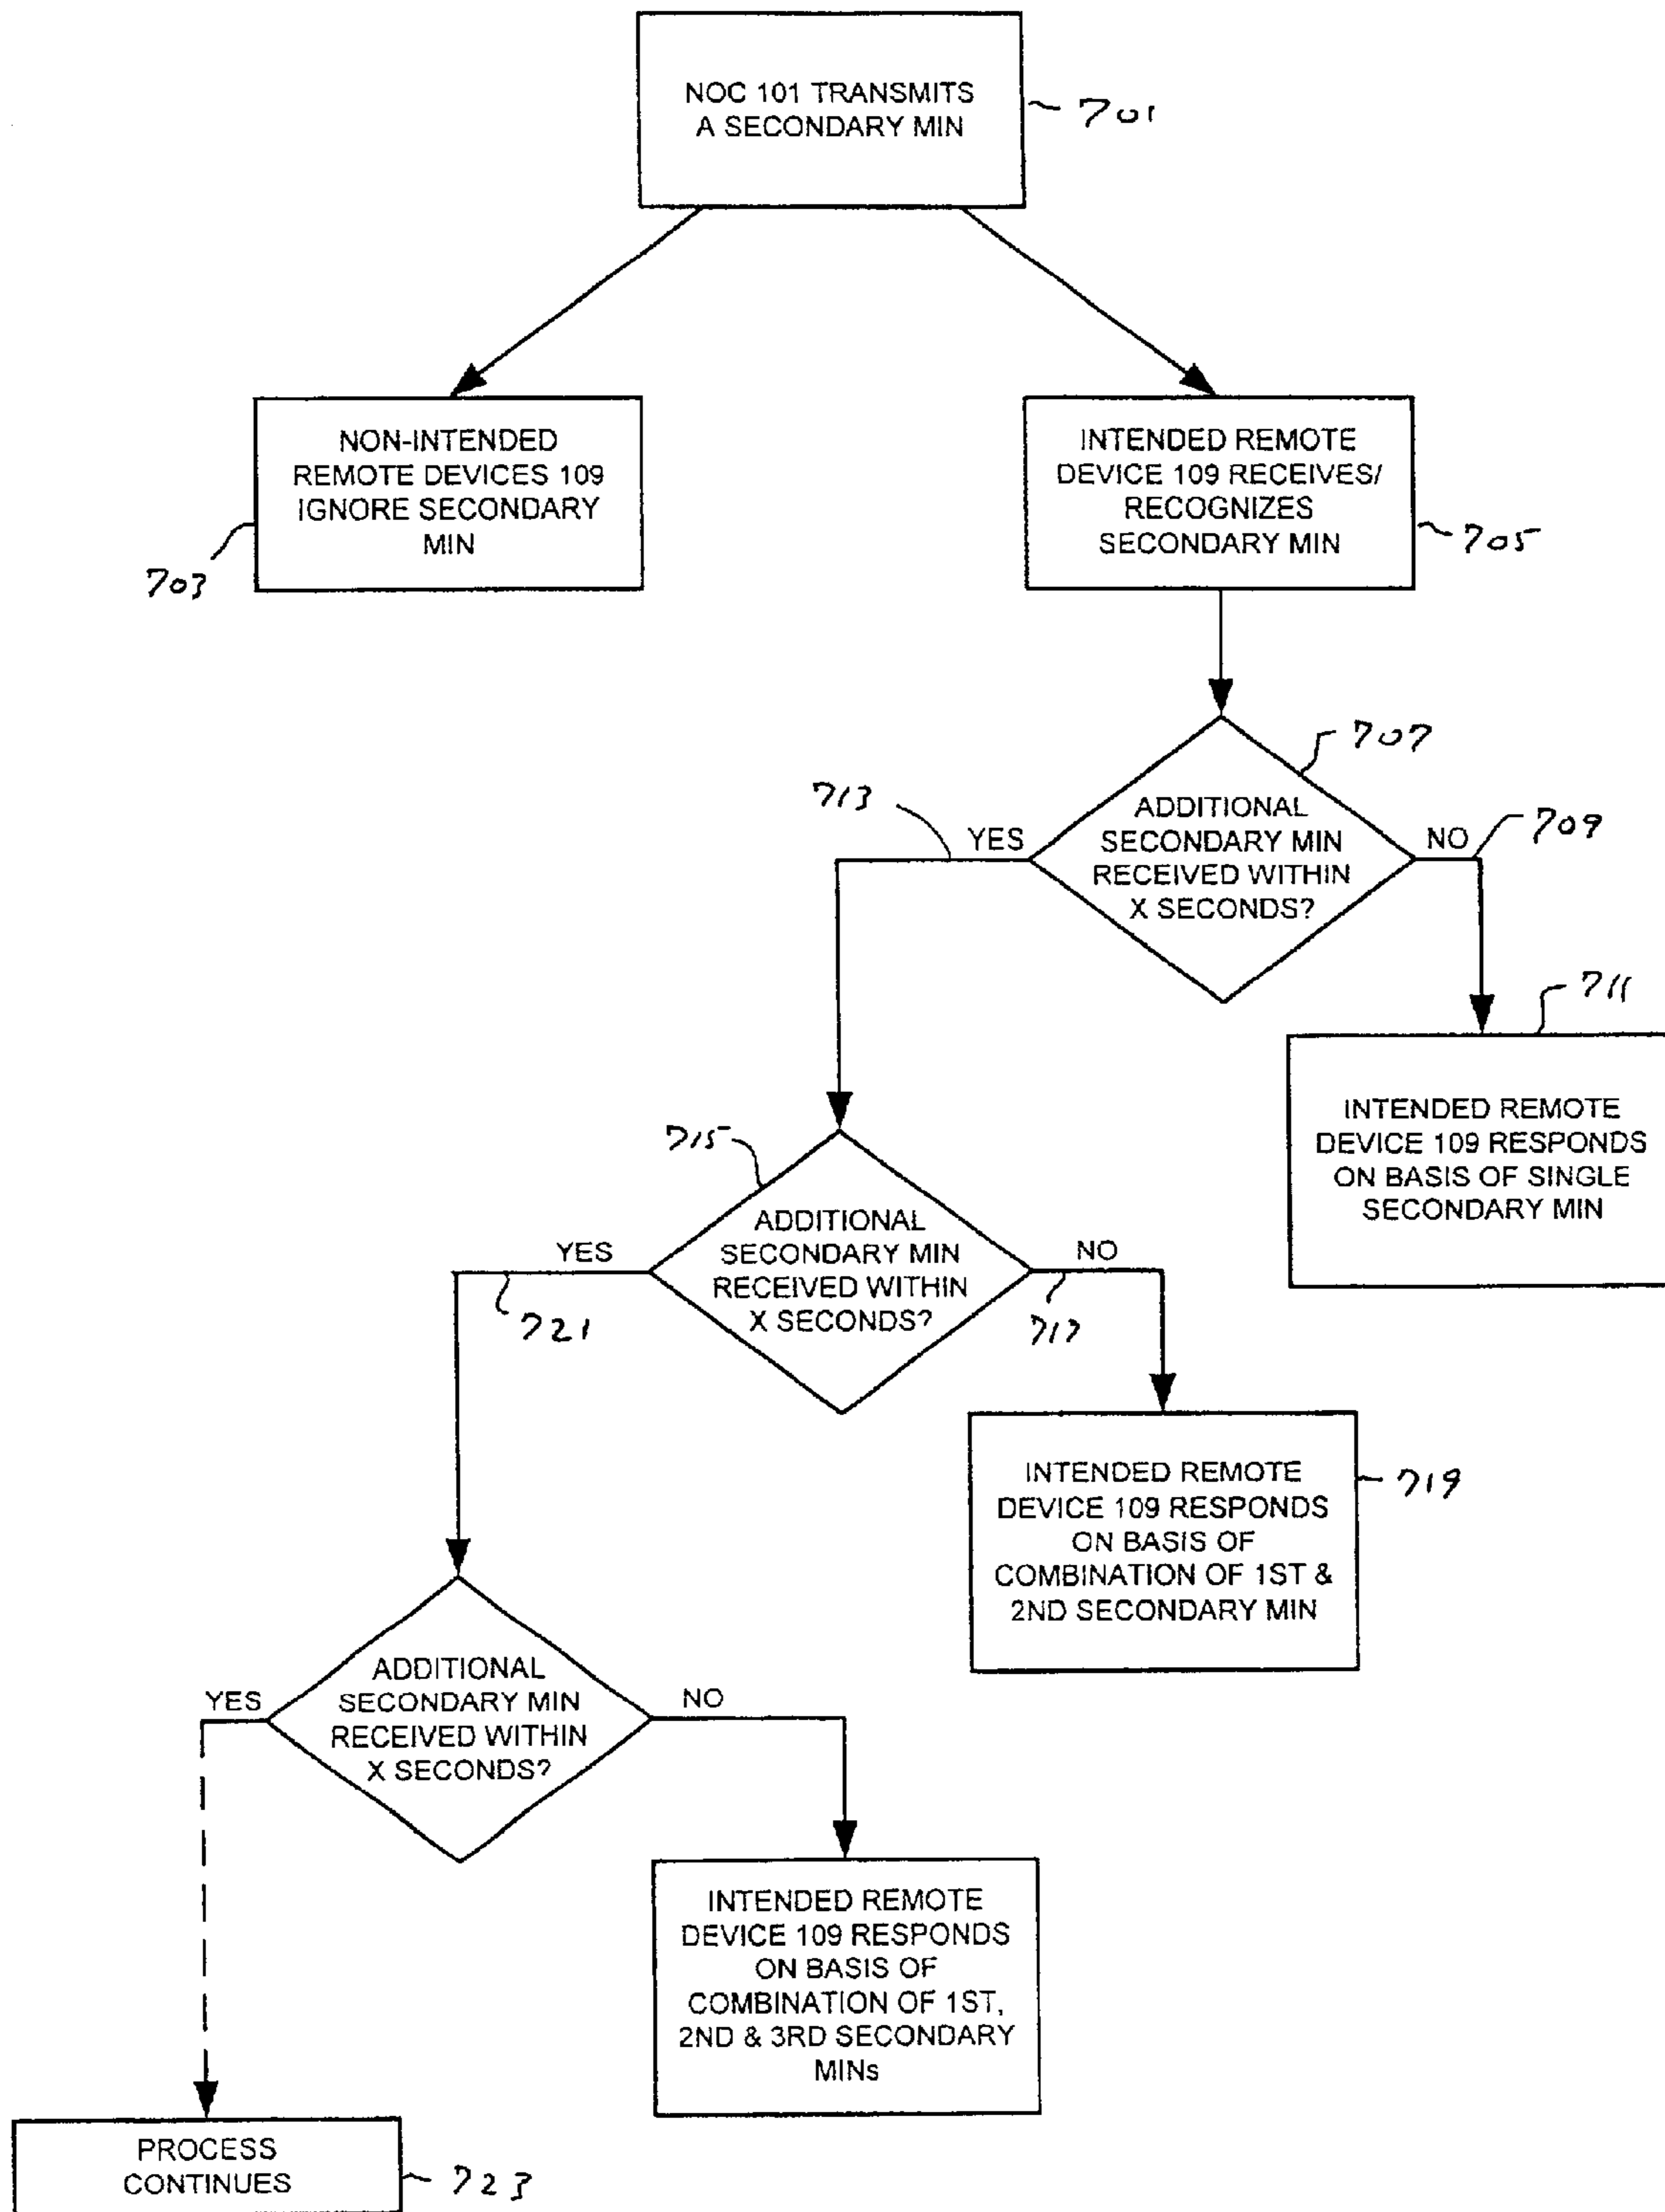 NOC 101 TRANSMITS
A SECONDARY MIN
701
NON-INTENDED
REMOTE DEVICES 109
IGNORE SECONDARY
MIN
703
INTENDED REMOTE
DEVICE 109 RECEIVES/
RECOGNIZES
SECONDARY MIN
705
707
ADDITIONAL
SECONDARY MIN
RECEIVED WITHIN
X SECONDS?
713
YES
NO
709
711
INTENDED REMOTE
DEVICE 109 RESPONDS
ON BASIS OF SINGLE
SECONDARY MIN
715
ADDITIONAL
SECONDARY MIN
RECEIVED WITHIN
X SECONDS?
YES
721
NO
717
INTENDED REMOTE
DEVICE 109 RESPONDS
ON BASIS OF
COMBINATION OF 1ST &
2ND SECONDARY MIN
719
ADDITIONAL
SECONDARY MIN
RECEIVED WITHIN
X SECONDS?
YES
NO
INTENDED REMOTE
DEVICE 109 RESPONDS
ON BASIS OF
COMBINATION OF 1ST,
2ND & 3RD SECONDARY
MINs
PROCESS
CONTINUES
723